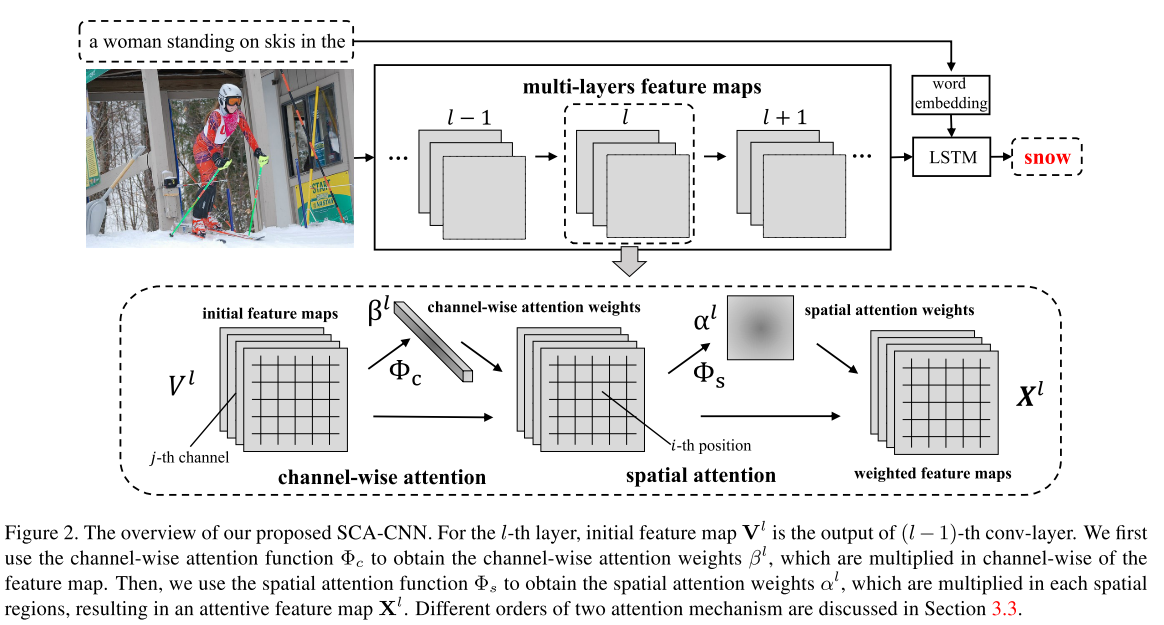 a woman standing on skis in the
multi-layers feature maps
l − 1
l
l + 1
...
...
word
embedding
LSTM
snow
START
initial feature maps
β^l
channel-wise attention weights
α^l
spatial attention weights
Φ_c
Φ_s
V^l
X^l
j-th channel
i-th position
channel-wise attention
spatial attention
weighted feature maps
Figure 2. The overview of our proposed SCA-CNN. For the l-th layer, initial feature map V^l is the output of (l − 1)-th conv-layer. We first
use the channel-wise attention function Φ_c to obtain the channel-wise attention weights β^l, which are multiplied in channel-wise of the
feature map. Then, we use the spatial attention function Φ_s to obtain the spatial attention weights α^l, which are multiplied in each spatial
regions, resulting in an attentive feature map X^l. Different orders of two attention mechanism are discussed in Section 3.3.